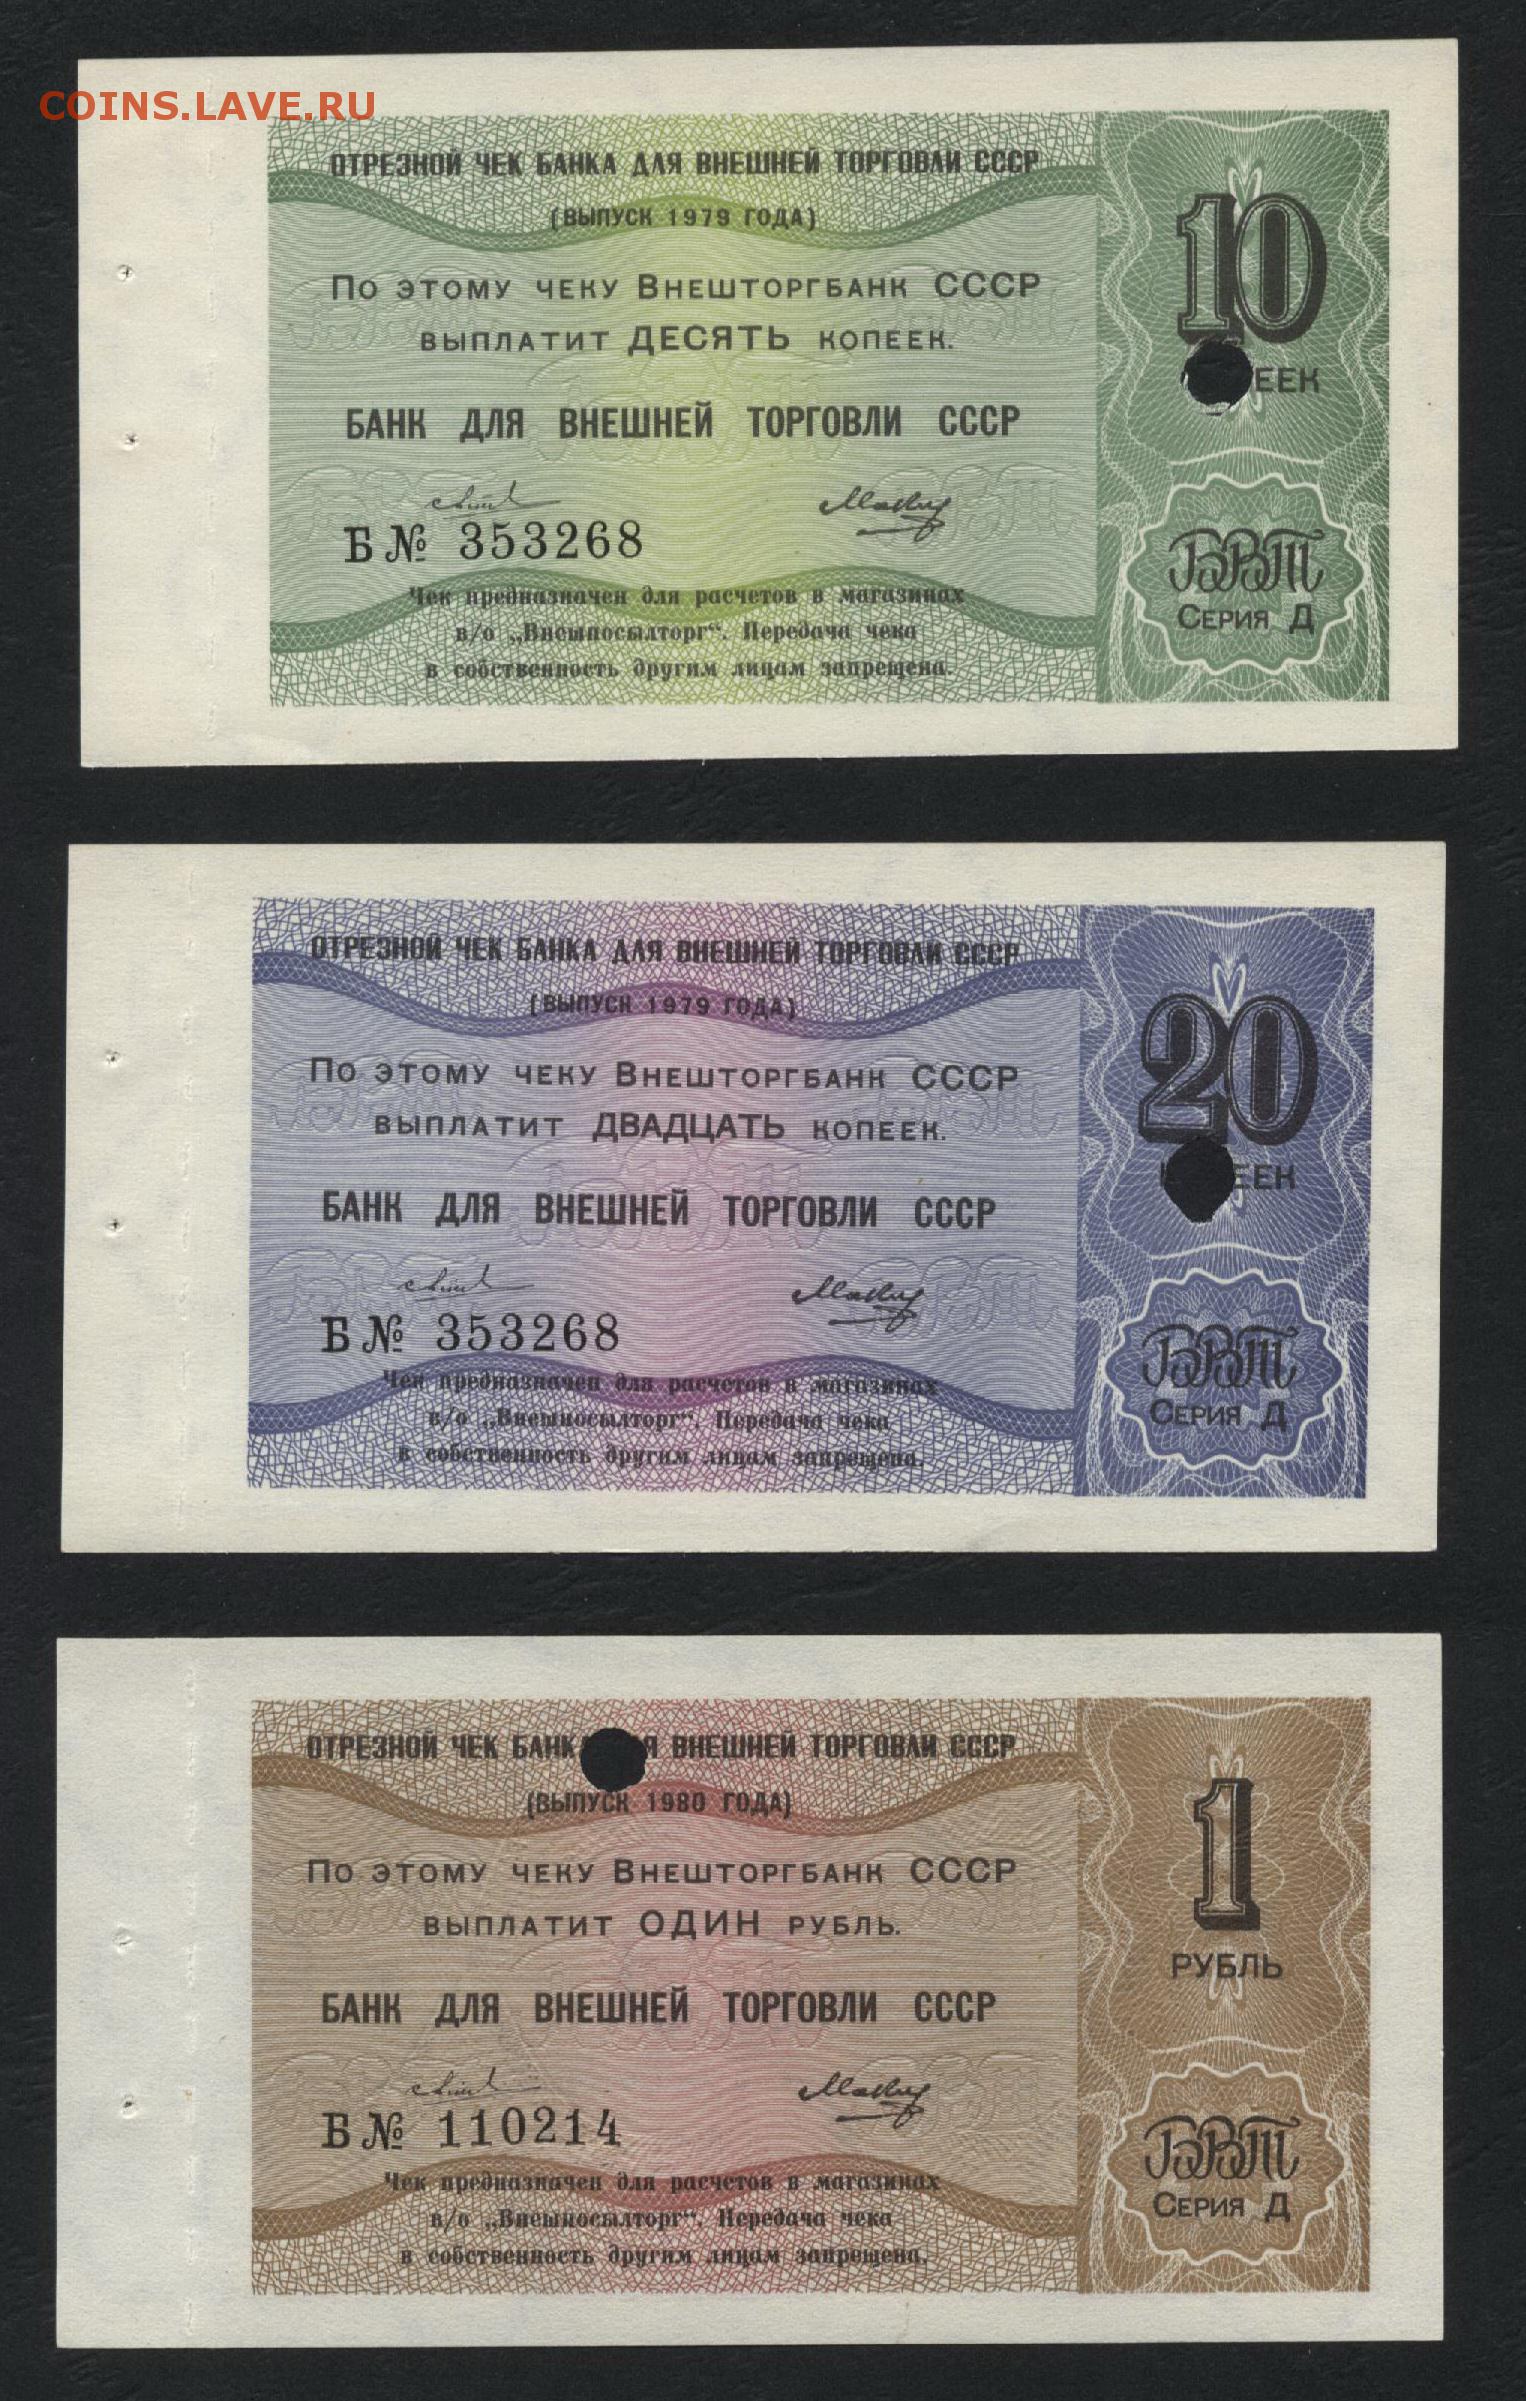 COINS.LAVE.RU
ОТРЕЗНОЙ ЧЕК БАНКА ДЛЯ ВНЕШНЕЙ ТОРГОВЛИ СССР
(ВЫПУСК 1979 ГОДА)
По этому чеку Внешторгбанк СССР
выплатит ДЕСЯТЬ копеек.
БАНК ДЛЯ ВНЕШНЕЙ ТОРГОВЛИ СССР
Б № 353268
Чек предназначен для расчетов в магазинах
в/о „Внешпосылторг“. Передача чека
в собственность другим лицам запрещена.
10
ЕЕК
БВТ
Серия Д
ОТРЕЗНОЙ ЧЕК БАНКА ДЛЯ ВНЕШНЕЙ ТОРГОВЛИ СССР
(ВЫПУСК 1979 ГОДА)
По этому чеку Внешторгбанк СССР
выплатит ДВАДЦАТЬ копеек.
БАНК ДЛЯ ВНЕШНЕЙ ТОРГОВЛИ СССР
Б № 353268
Чек предназначен для расчетов в магазинах
в/о „Внешпосылторг“. Передача чека
в собственность другим лицам запрещена.
20
К ЕЕК
БВТ
Серия Д
ОТРЕЗНОЙ ЧЕК БАНКА Я ВНЕШНЕЙ ТОРГОВЛИ СССР
(ВЫПУСК 1980 ГОДА)
По этому чеку Внешторгбанк СССР
выплатит ОДИН рубль.
БАНК ДЛЯ ВНЕШНЕЙ ТОРГОВЛИ СССР
Б № 110214
Чек предназначен для расчетов в магазинах
в/о „Внешпосылторг“. Передача чека
в собственность другим лицам запрещена.
1
РУБЛЬ
БВТ
Серия Д